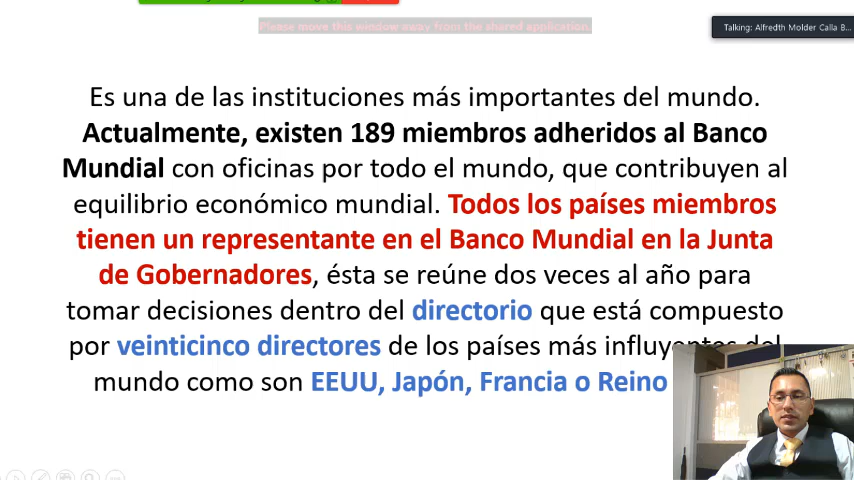 Please move this window away from the shared application.
Talking: Alfredth Molder Calla B...
Es una de las instituciones más importantes del mundo.
Actualmente, existen 189 miembros adheridos al Banco
Mundial con oficinas por todo el mundo, que contribuyen al
equilibrio económico mundial. Todos los países miembros
tienen un representante en el Banco Mundial en la Junta
de Gobernadores, ésta se reúne dos veces al año para
tomar decisiones dentro del directorio que está compuesto
por veinticinco directores de los países más influyentes del
mundo como son EEUU, Japón, Francia o Reino